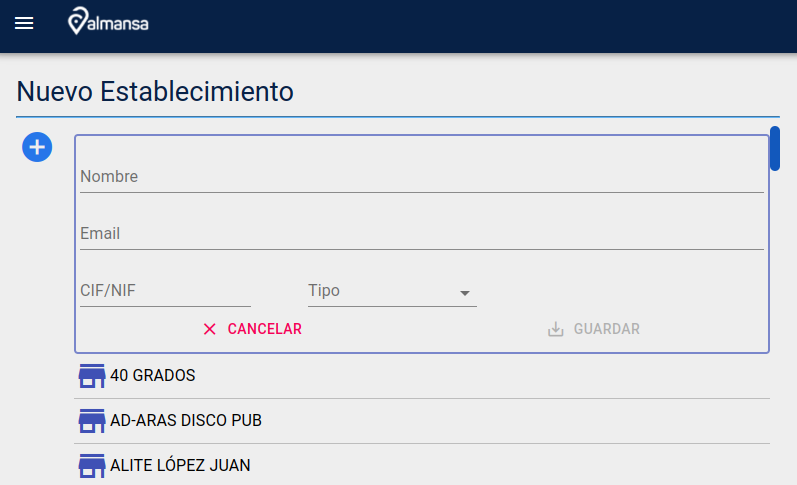 almansa
Nuevo Establecimiento
Nombre
Email
CIF/NIF Tipo
CANCELAR GUARDAR
40 GRADOS
AD-ARAS DISCO PUB
ALITE LÓPEZ JUAN